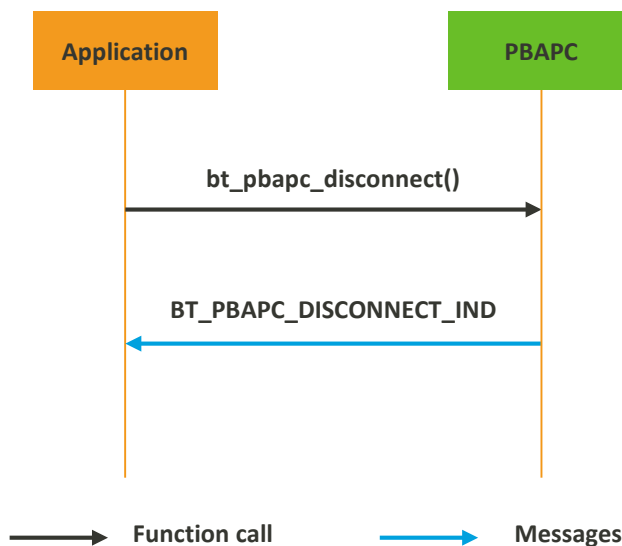 Application
PBAPC
bt_pbapc_disconnect()
BT_PBAPC_DISCONNECT_IND
Function call
Messages